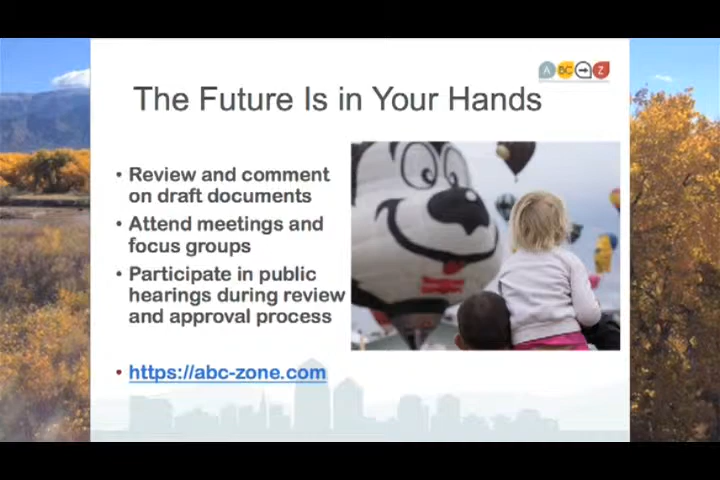 A BC Z
The Future Is in Your Hands
• Review and comment
on draft documents
• Attend meetings and
focus groups
• Participate in public
hearings during review
and approval process
• https://abc-zone.com